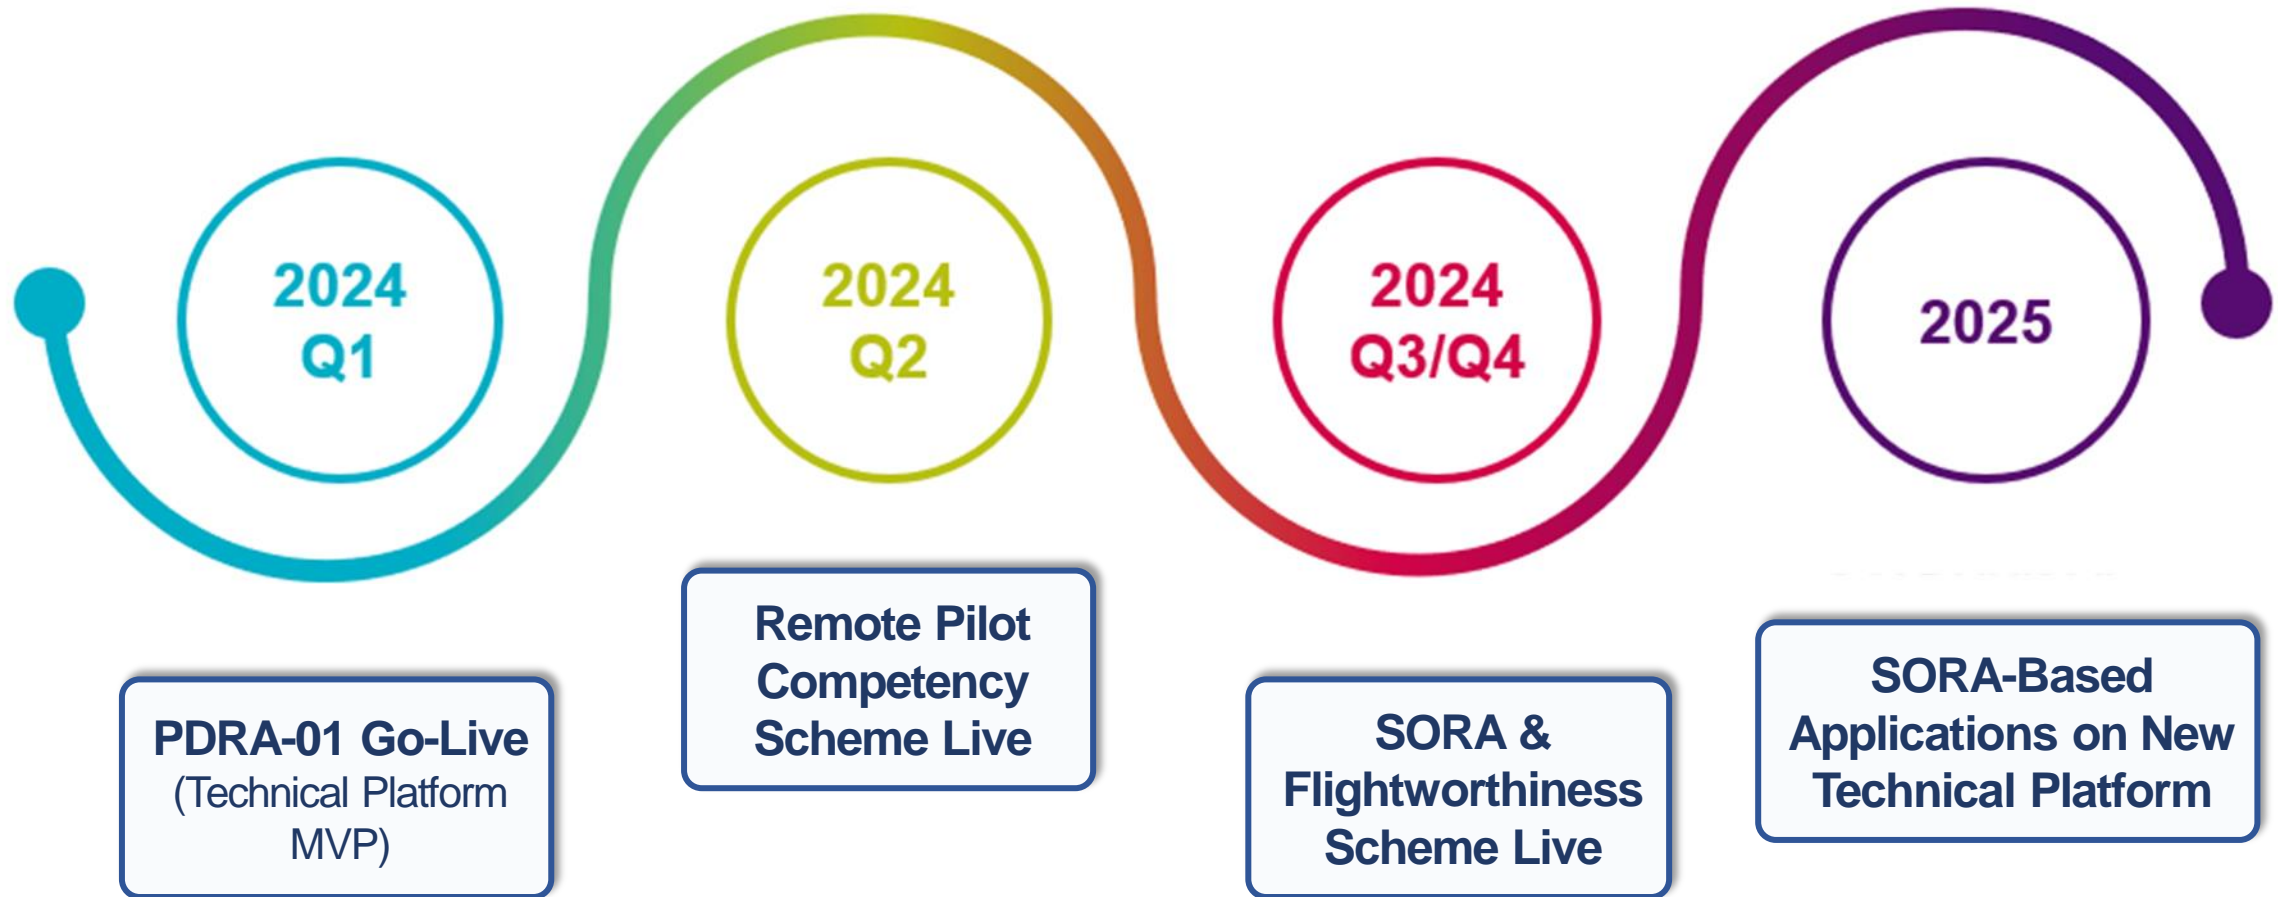 2024
Q1
2024
Q2
2024
Q3/Q4
2025
PDRA-01 Go-Live
(Technical Platform
MVP)
Remote Pilot
Competency
Scheme Live
SORA &
Flightworthiness
Scheme Live
SORA-Based
Applications on New
Technical Platform